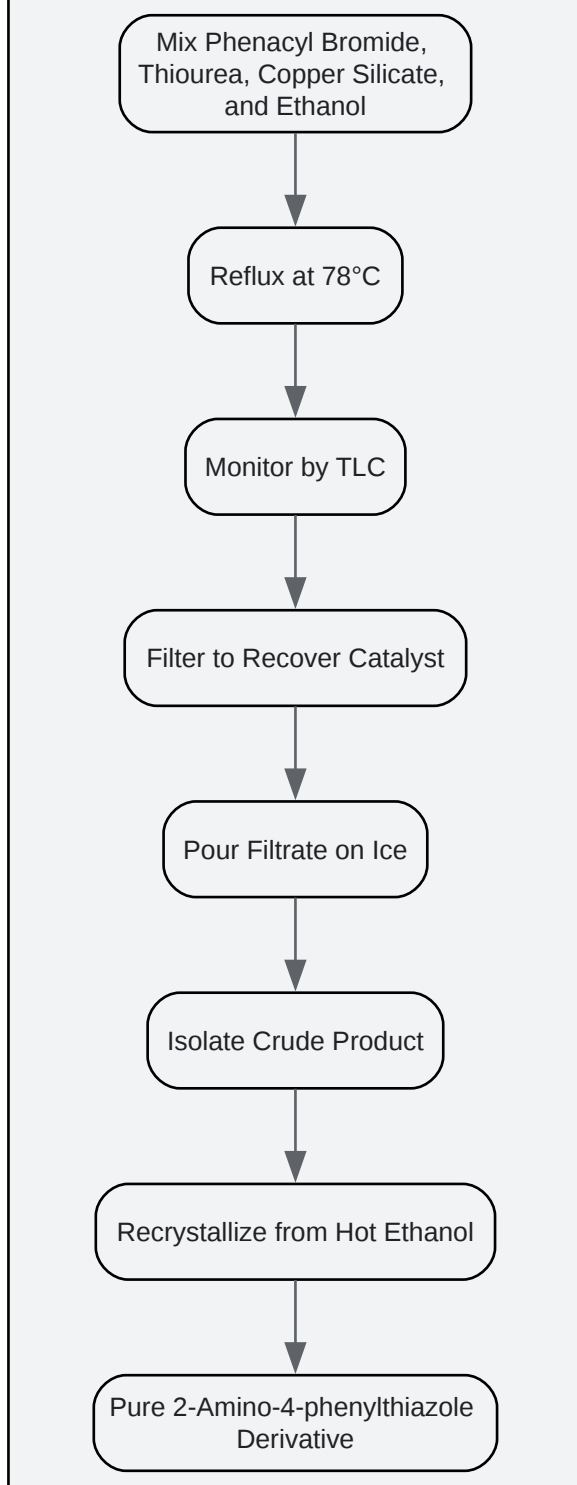 Mix Phenacyl Bromide,
Thiourea, Copper Silicate,
and Ethanol
Reflux at 78°C
Monitor by TLC
Filter to Recover Catalyst
Pour Filtrate on Ice
Isolate Crude Product
Recrystallize from Hot Ethanol
Pure 2-Amino-4-phenylthiazole
Derivative